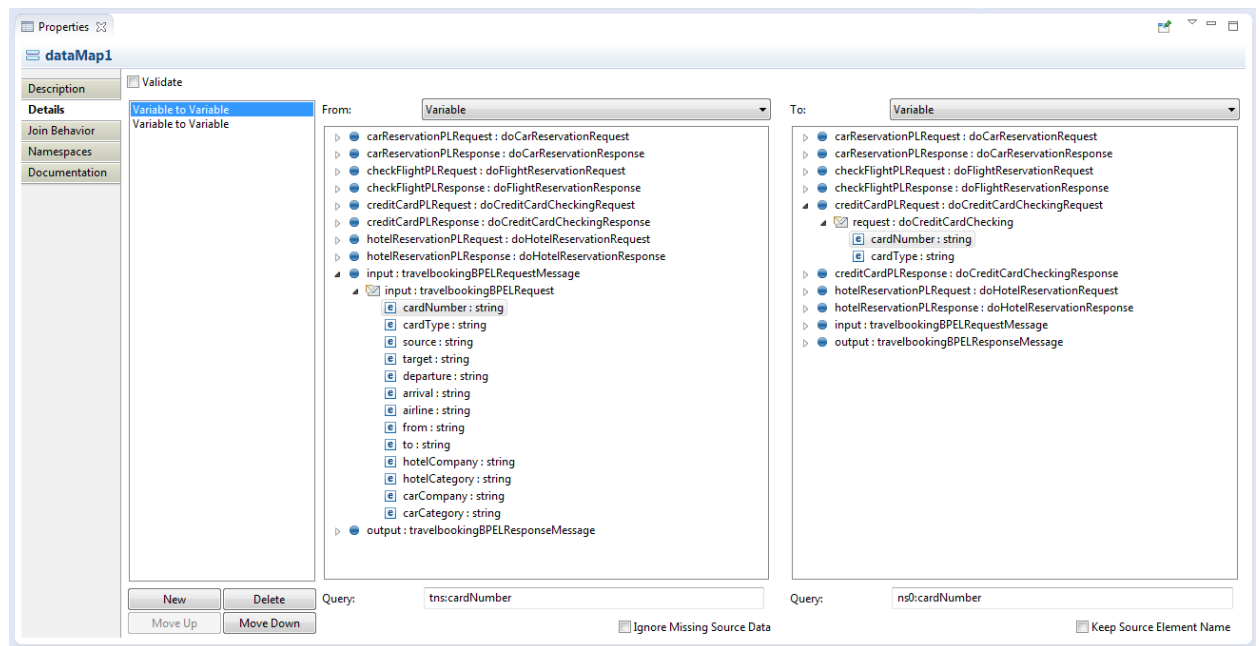 Properties
dataMap1
Description
Details
Join Behavior
Namespaces
Documentation
Validate
Variable to Variable
Variable to Variable
New
Delete
Move Up
Move Down
From:
Variable
carReservationPLRequest : doCarReservationRequest
carReservationPLResponse : doCarReservationResponse
checkFlightPLRequest : doFlightReservationRequest
checkFlightPLResponse : doFlightReservationResponse
creditCardPLRequest : doCreditCardCheckingRequest
creditCardPLResponse : doCreditCardCheckingResponse
hotelReservationPLRequest : doHotelReservationRequest
hotelReservationPLResponse : doHotelReservationResponse
input : travelbookingBPELRequestMessage
input : travelbookingBPELRequest
e cardNumber : string
e cardType : string
e source : string
e target : string
e departure : string
e arrival : string
e airline : string
e from : string
e to : string
e hotelCompany : string
e hotelCategory : string
e carCompany : string
e carCategory : string
output : travelbookingBPELResponseMessage
Query:
tns:cardNumber
Ignore Missing Source Data
To:
Variable
carReservationPLRequest : doCarReservationRequest
carReservationPLResponse : doCarReservationResponse
checkFlightPLRequest : doFlightReservationRequest
checkFlightPLResponse : doFlightReservationResponse
creditCardPLRequest : doCreditCardCheckingRequest
request : doCreditCardChecking
e cardNumber : string
e cardType : string
creditCardPLResponse : doCreditCardCheckingResponse
hotelReservationPLRequest : doHotelReservationRequest
hotelReservationPLResponse : doHotelReservationResponse
input : travelbookingBPELRequestMessage
output : travelbookingBPELResponseMessage
Query:
ns0:cardNumber
Keep Source Element Name